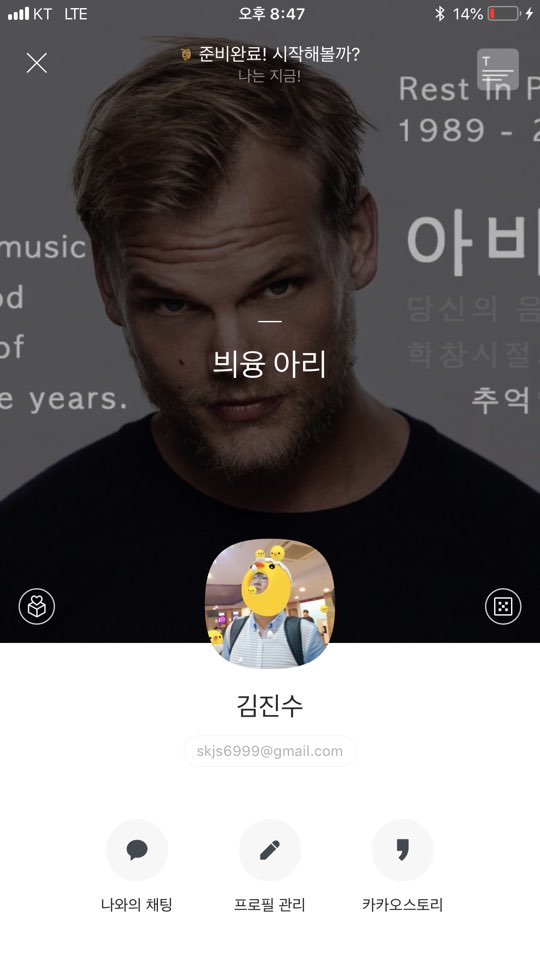 KT LTE 오후 8:47 14%
준비완료! 시작해볼까?
나는 지금!
T
Rest In P
1989 - 2
music
아비
od
당신의 음
of
학창시절
e years.
추억
븨융 아리
김진수
skjs6999@gmail.com
나와의 채팅 프로필 관리 카카오스토리